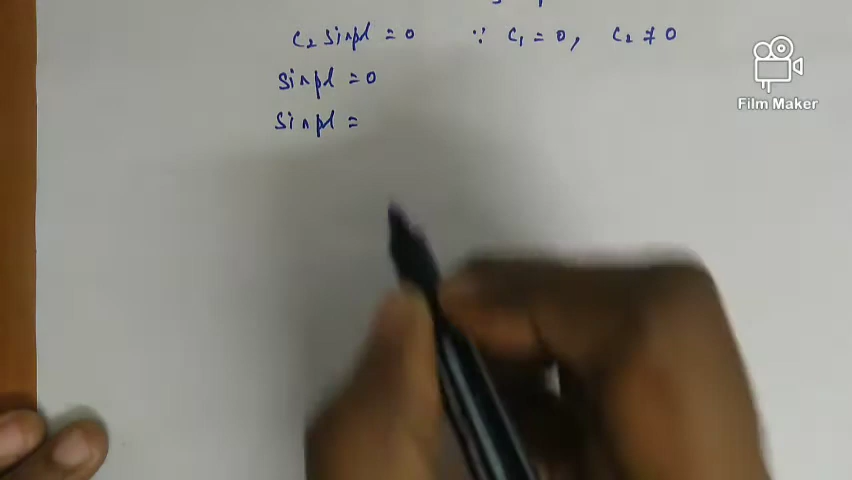 C₂ sinpl = 0 ∵ C₁ = 0, C₂ ≠ 0
sinpl = 0
sinpl =
Film Maker